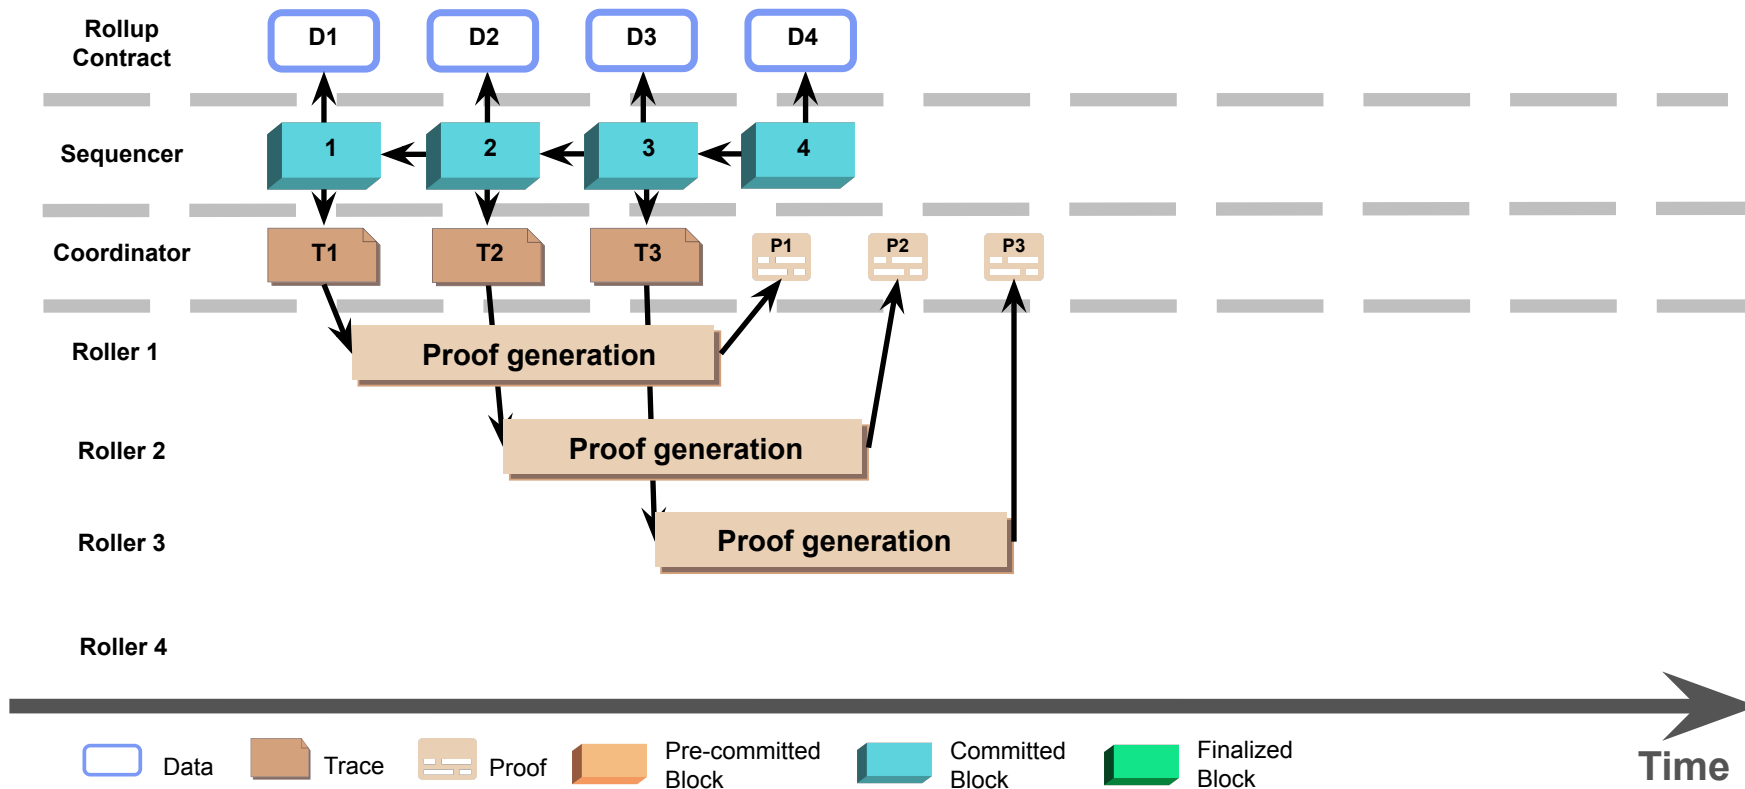 Rollup
Contract
D1
D2
D3
D4
Sequencer
1
2
3
4
Coordinator
T1
T2
T3
P1
P2
P3
Roller 1
Proof generation
Roller 2
Proof generation
Roller 3
Proof generation
Roller 4
Data
Trace
Proof
Pre-committed
Block
Committed
Block
Finalized
Block
Time